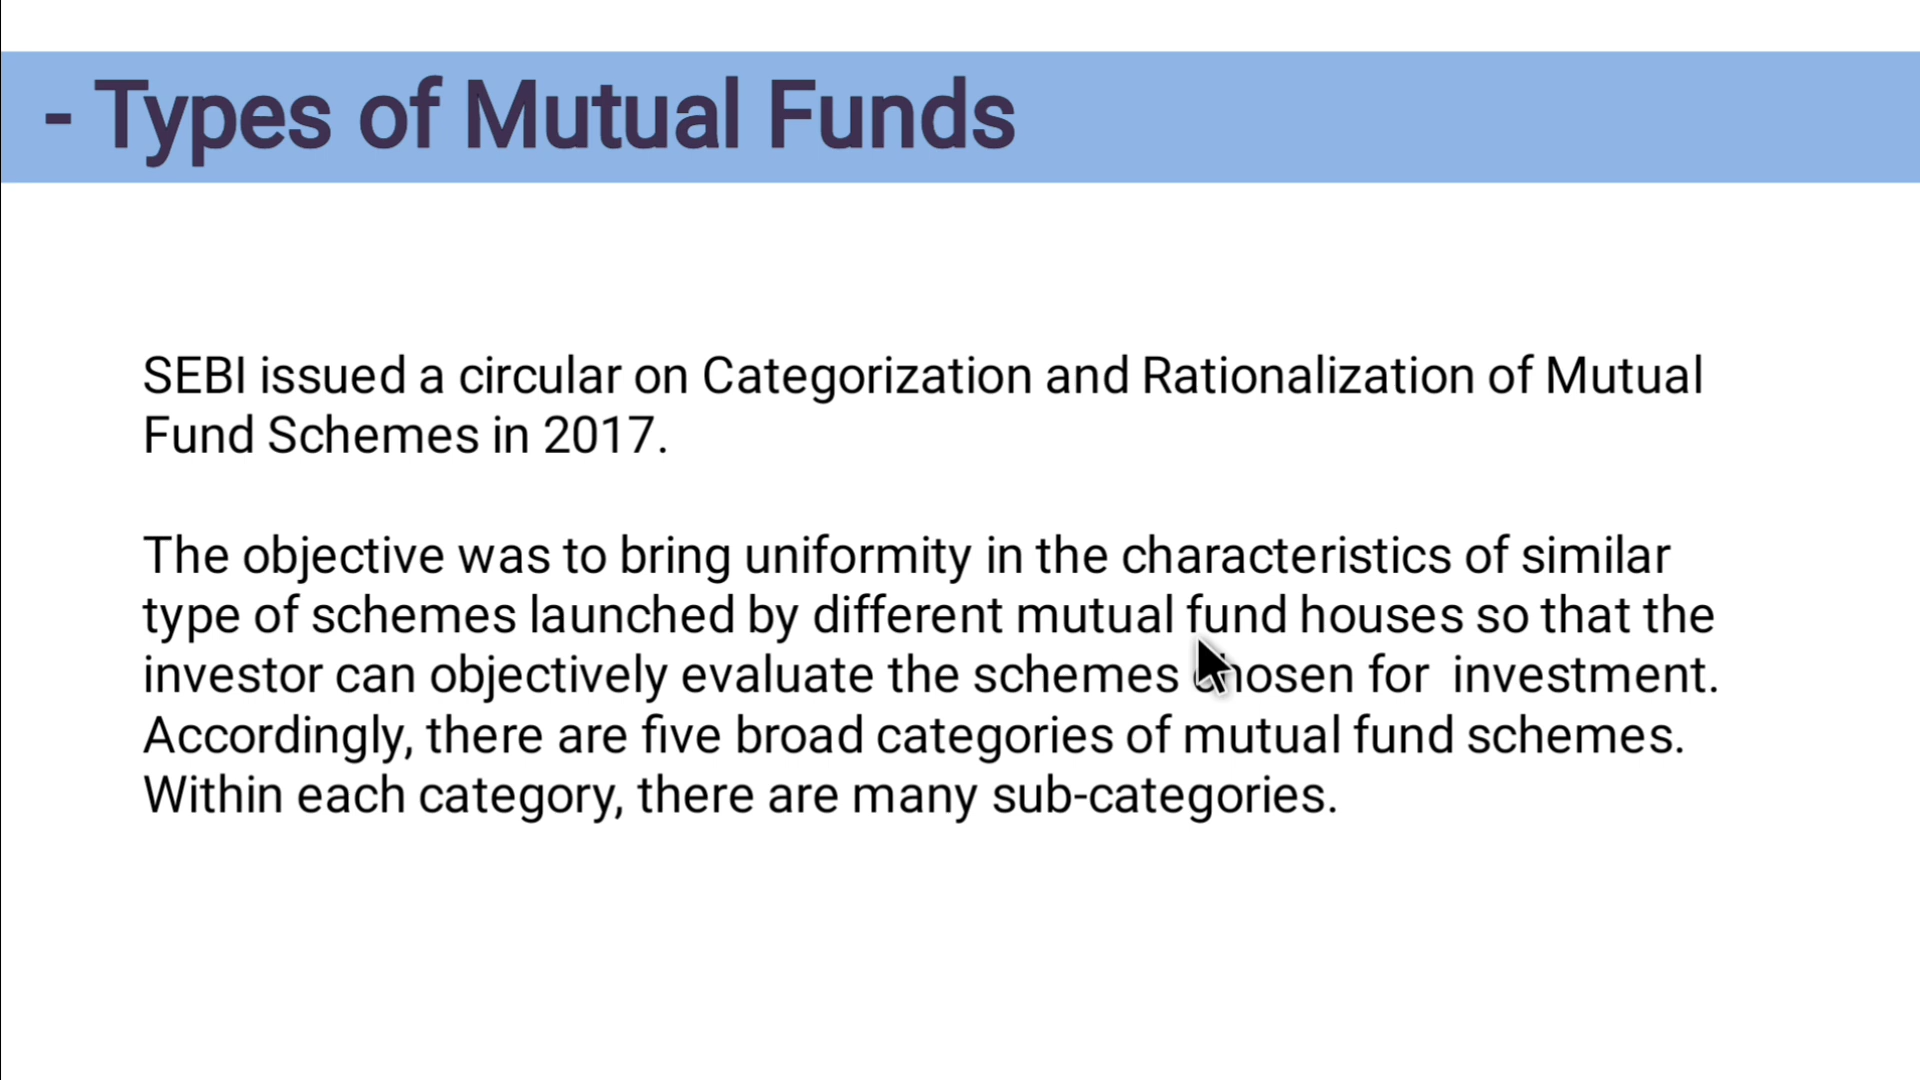 - Types of Mutual Funds
SEBI issued a circular on Categorization and Rationalization of Mutual
Fund Schemes in 2017.
The objective was to bring uniformity in the characteristics of similar
type of schemes launched by different mutual fund houses so that the
investor can objectively evaluate the schemes chosen for investment.
Accordingly, there are five broad categories of mutual fund schemes.
Within each category, there are many sub-categories.